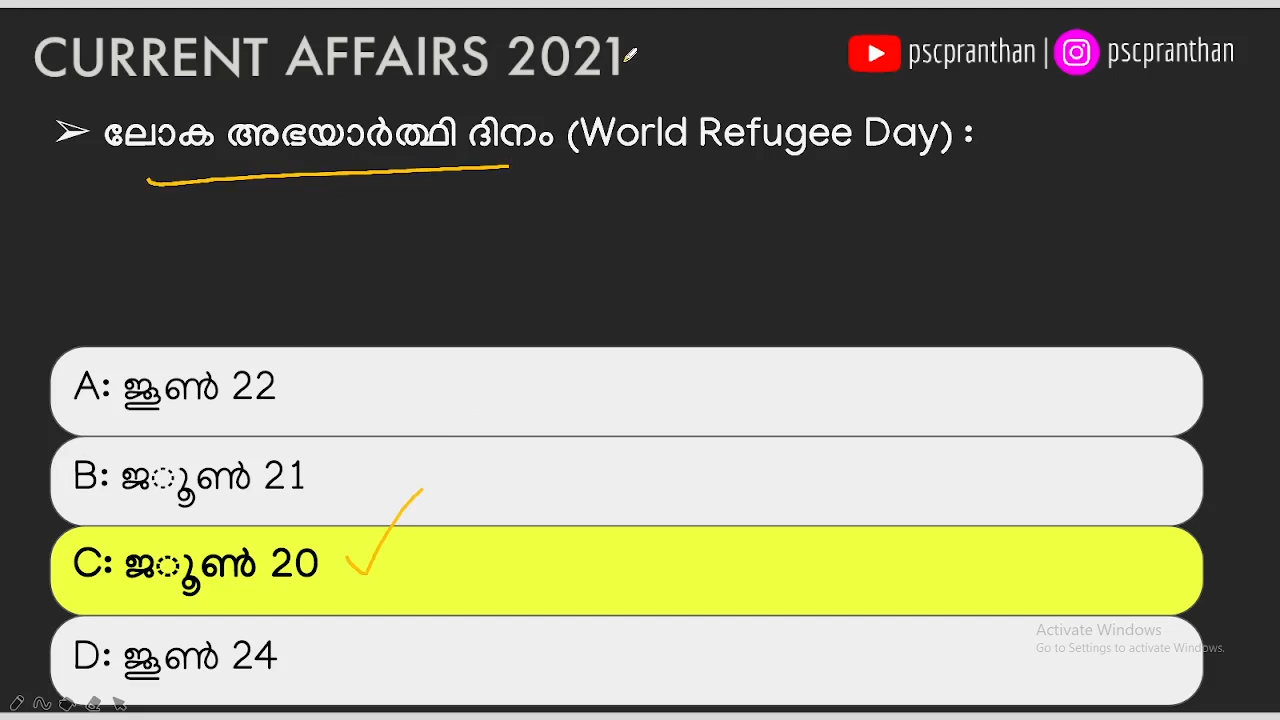 CURRENT AFFAIRS 2021
pscpranthan | pscpranthan
➢ ലോക അഭയാർത്ഥി ദിനം (World Refugee Day) :
A: ജൂൺ 22
B: ജൂൺ 21
C: ജൂൺ 20
D: ജൂൺ 24
Activate Windows
Go to Settings to activate Windows.